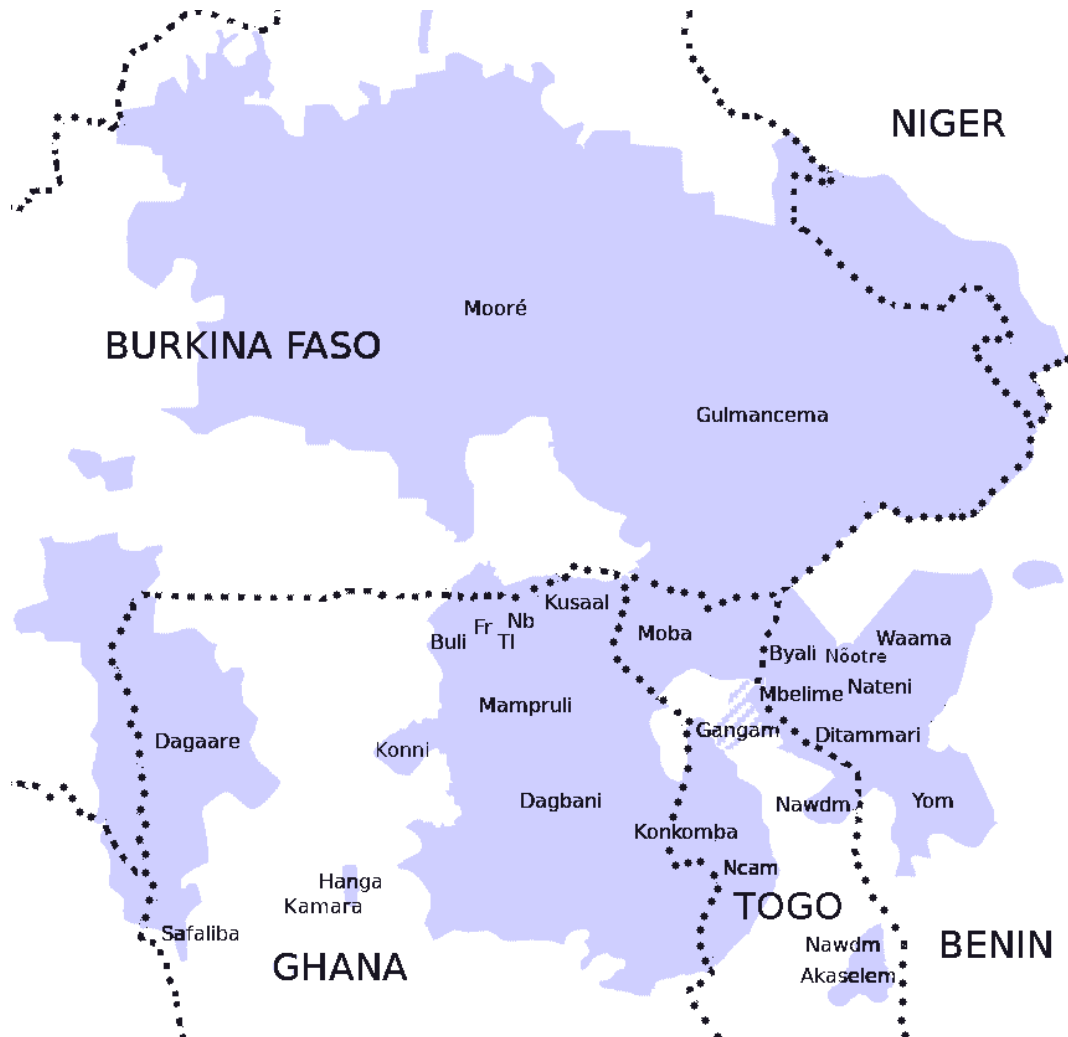 NIGER
Mooré
BURKINA FASO
Gulmancema
Kusaal
Nb
Fr
Tl
Buli
Moba
Waama
Byali
Nõotre
Mbelime
Nateni
Mampruli
Gangam
Ditammari
Dagaare
Konni
Dagbani
Nawdm
Yom
Konkomba
Ncam
Hanga
Kamara
TOGO
Safaliba
Nawdm
BENIN
GHANA
Akaselem